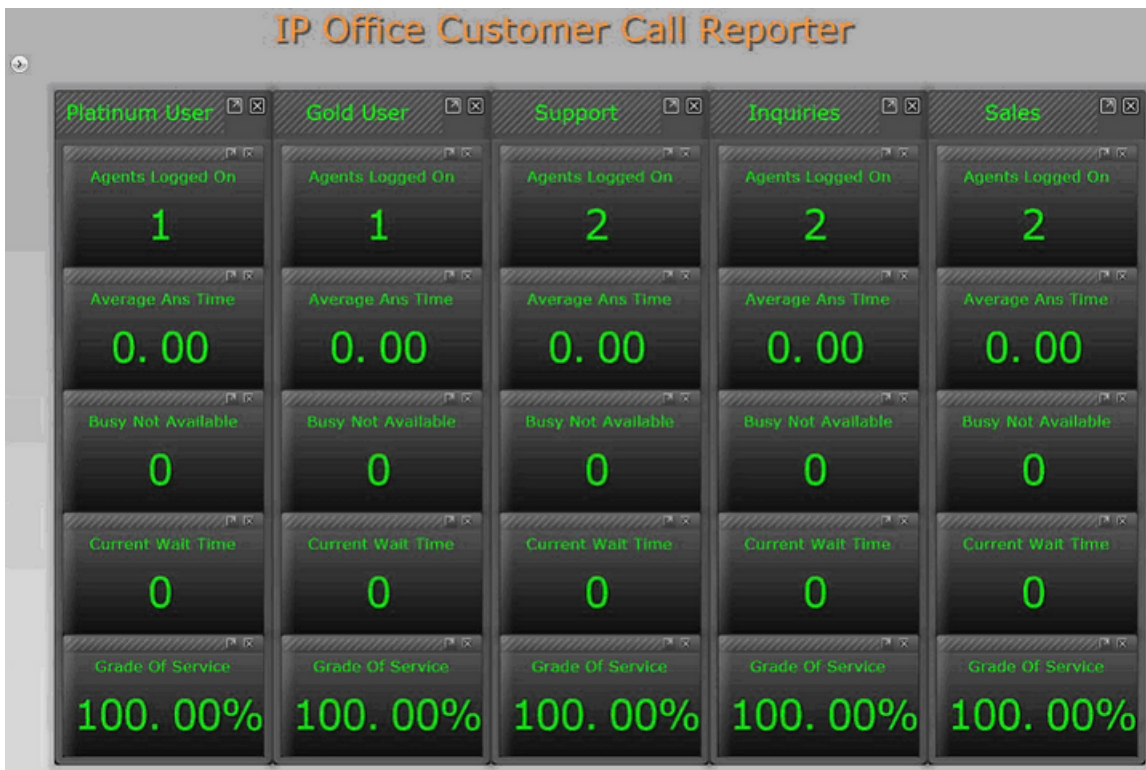 IP Office Customer Call Reporter
Platinum User Gold User Support Inquiries Sales
Agents Logged On Agents Logged On Agents Logged On Agents Logged On Agents Logged On
1 1 2 2 2
Average Ans Time Average Ans Time Average Ans Time Average Ans Time Average Ans Time
0. 00 0. 00 0. 00 0. 00 0. 00
Busy Not Available Busy Not Available Busy Not Available Busy Not Available Busy Not Available
0 0 0 0 0
Current Wait Time Current Wait Time Current Wait Time Current Wait Time Current Wait Time
0 0 0 0 0
Grade Of Service Grade Of Service Grade Of Service Grade Of Service Grade Of Service
100. 00% 100. 00% 100. 00% 100. 00% 100. 00%